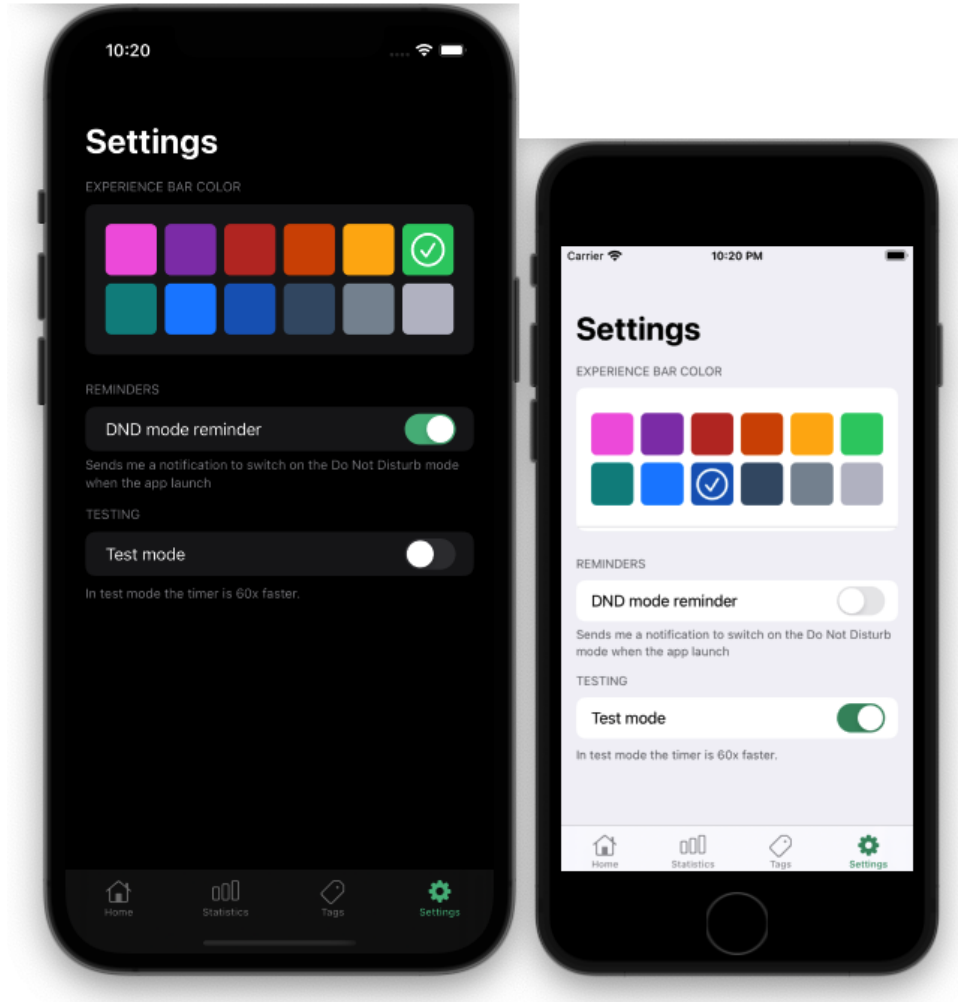 10:20
Settings
EXPERIENCE BAR COLOR
REMINDERS
DND mode reminder
Sends me a notification to switch on the Do Not Disturb mode
when the app launch
TESTING
Test mode
In test mode the timer is 60x faster.
Home
Statistics
Tags
Settings
Carrier
10:20 PM
Settings
EXPERIENCE BAR COLOR
REMINDERS
DND mode reminder
Sends me a notification to switch on the Do Not Disturb
mode when the app launch
TESTING
Test mode
In test mode the timer is 60x faster.
Home
Statistics
Tags
Settings